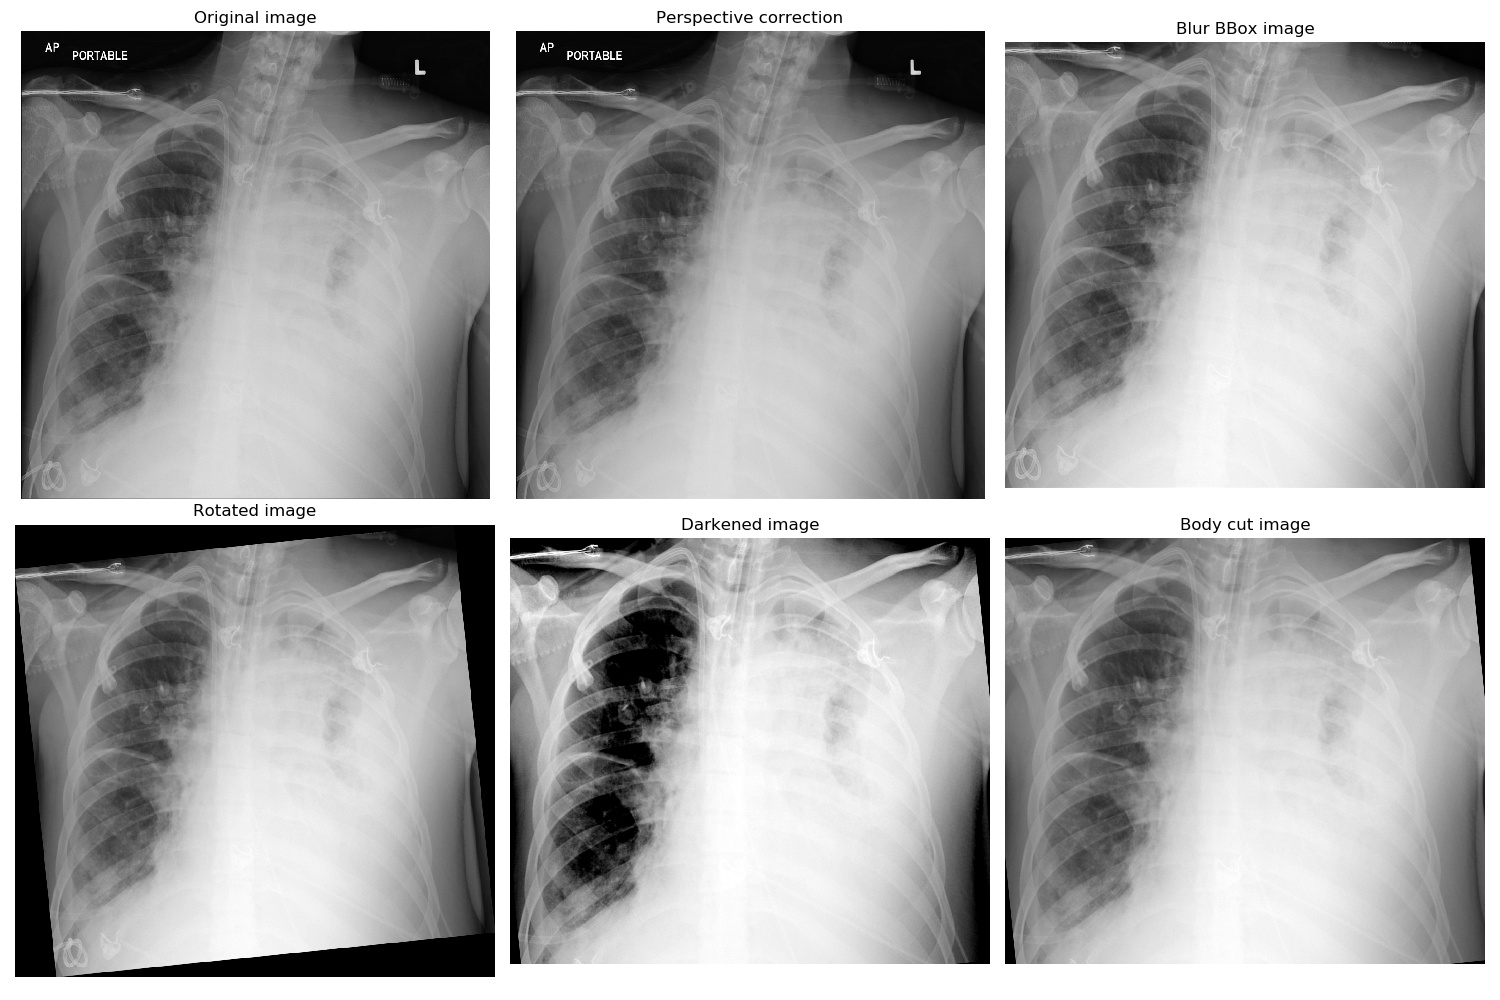 Original image
Perspective correction
Blur BBox image
AP
PORTABLE
L
AP
PORTABLE
L
Rotated image
Darkened image
Body cut image